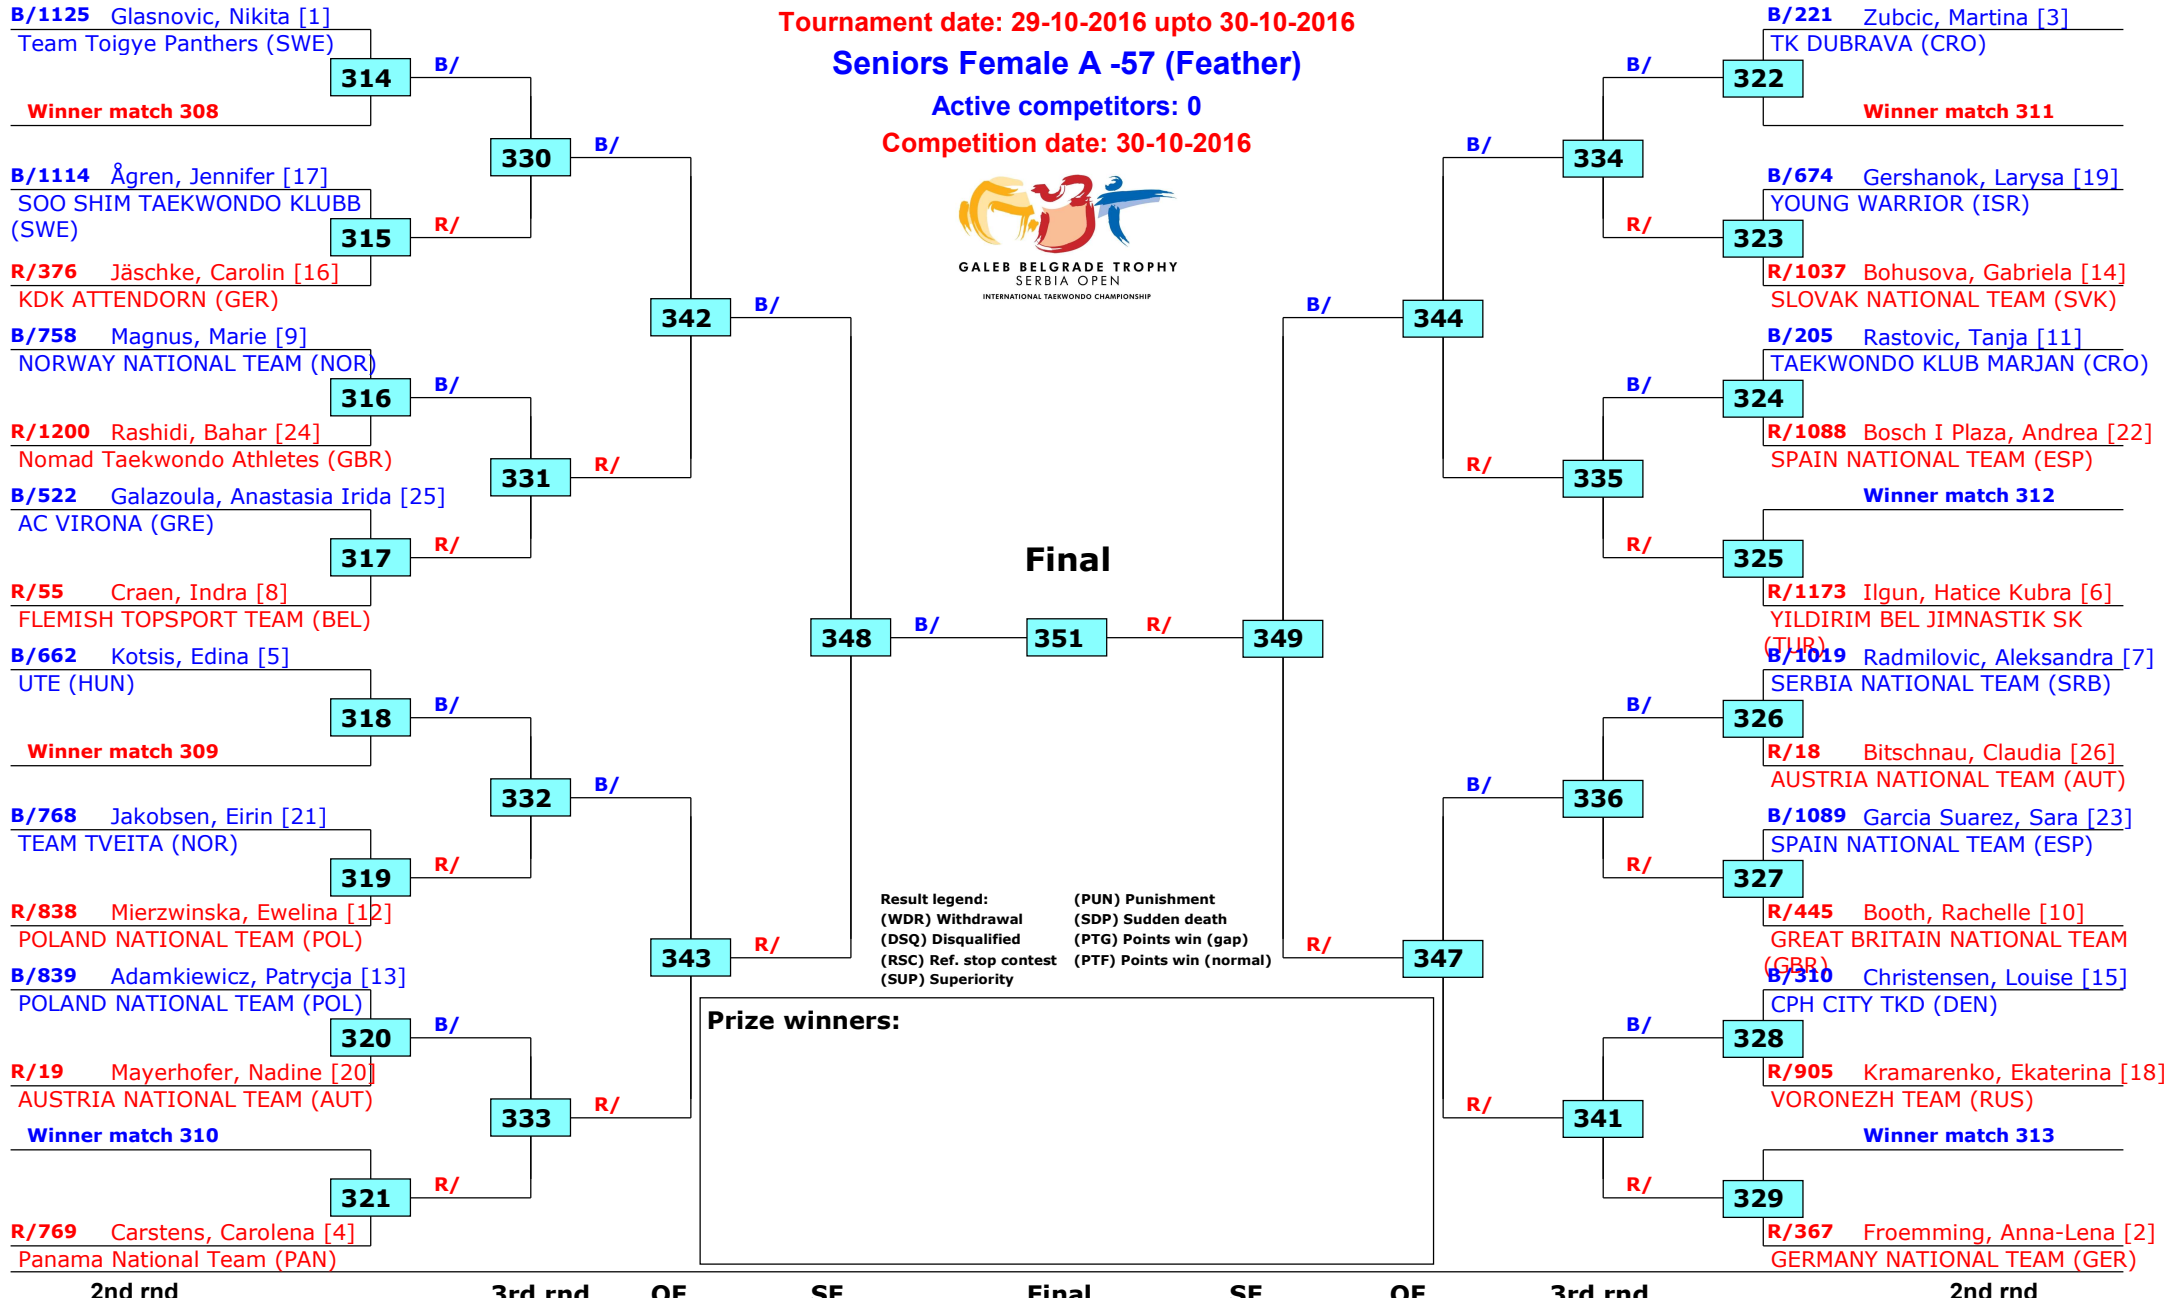 Tournament date: 29-10-2016 upto 30-10-2016
Seniors Female A -57 (Feather)
Active competitors: 0
Competition date: 30-10-2016
GALEB BELGRADE TROPHY
SERBIA OPEN
INTERNATIONAL TAEKWONDO CHAMPIONSHIP
B/1125 Glasnovic, Nikita [1]
Team Toigye Panthers (SWE)
314
B/
Winner match 308
330
B/
B/1114 Ågren, Jennifer [17]
SOO SHIM TAEKWONDO KLUBB
(SWE)
315
R/
R/376 Jäschke, Carolin [16]
KDK ATTENDORN (GER)
342
B/
B/758 Magnus, Marie [9]
NORWAY NATIONAL TEAM (NOR)
316
B/
R/1200 Rashidi, Bahar [24]
Nomad Taekwondo Athletes (GBR)
331
R/
B/522 Galazoula, Anastasia Irida [25]
AC VIRONA (GRE)
317
R/
R/55 Craen, Indra [8]
FLEMISH TOPSPORT TEAM (BEL)
348
B/
B/662 Kotsis, Edina [5]
UTE (HUN)
318
B/
Winner match 309
332
B/
B/768 Jakobsen, Eirin [21]
TEAM TVEITA (NOR)
319
R/
R/838 Mierzwinska, Ewelina [12]
POLAND NATIONAL TEAM (POL)
343
R/
B/839 Adamkiewicz, Patrycja [13]
POLAND NATIONAL TEAM (POL)
320
B/
R/19 Mayerhofer, Nadine [20]
AUSTRIA NATIONAL TEAM (AUT)
333
R/
Winner match 310
321
R/
R/769 Carstens, Carolena [4]
Panama National Team (PAN)
Final
351
R/
349
B/221 Zubcic, Martina [3]
TK DUBRAVA (CRO)
B/
322
Winner match 311
B/
334
B/674 Gershanok, Larysa [19]
YOUNG WARRIOR (ISR)
R/
323
R/1037 Bohusova, Gabriela [14]
SLOVAK NATIONAL TEAM (SVK)
B/
344
B/205 Rastovic, Tanja [11]
TAEKWONDO KLUB MARJAN (CRO)
B/
324
R/1088 Bosch I Plaza, Andrea [22]
SPAIN NATIONAL TEAM (ESP)
R/
335
Winner match 312
R/
325
R/1173 Ilgun, Hatice Kubra [6]
YILDIRIM BEL JIMNASTIK SK
(TUR)
B/1019 Radmilovic, Aleksandra [7]
SERBIA NATIONAL TEAM (SRB)
B/
326
R/18 Bitschnau, Claudia [26]
AUSTRIA NATIONAL TEAM (AUT)
B/
336
B/1089 Garcia Suarez, Sara [23]
SPAIN NATIONAL TEAM (ESP)
R/
327
R/445 Booth, Rachelle [10]
GREAT BRITAIN NATIONAL TEAM
(GBR)
R/
347
B/310 Christensen, Louise [15]
CPH CITY TKD (DEN)
B/
328
R/905 Kramarenko, Ekaterina [18]
VORONEZH TEAM (RUS)
R/
341
Winner match 313
R/
329
R/367 Froemming, Anna-Lena [2]
GERMANY NATIONAL TEAM (GER)
Result legend: (PUN) Punishment
(WDR) Withdrawal (SDP) Sudden death
(DSQ) Disqualified (PTG) Points win (gap)
(RSC) Ref. stop contest (PTF) Points win (normal)
(SUP) Superiority
Prize winners:
2nd rnd 3rd rnd QF SF Final SF QF 3rd rnd 2nd rnd